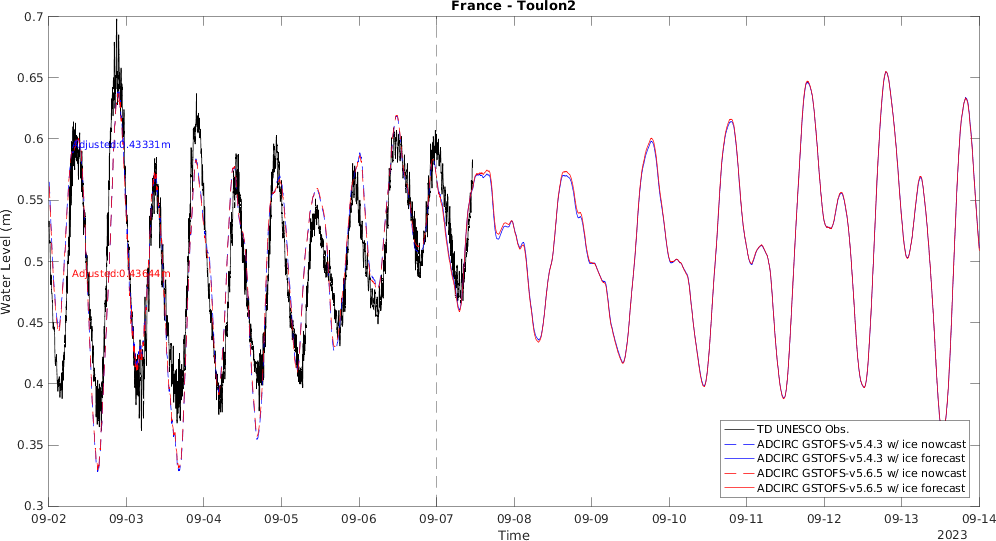 France - Toulon2
Water Level (m)
0.7
0.65
0.6
0.55
0.5
0.45
0.4
0.35
0.3
Adjusted:0.43331m
Adjusted:0.43644m
TD UNESCO Obs.
ADCIRC GSTOFS-v5.4.3 w/ ice nowcast
ADCIRC GSTOFS-v5.4.3 w/ ice forecast
ADCIRC GSTOFS-v5.6.5 w/ ice nowcast
ADCIRC GSTOFS-v5.6.5 w/ ice forecast
09-02 09-03 09-04 09-05 09-06 09-07 09-08 09-09 09-10 09-11 09-12 09-13 09-14
Time
2023